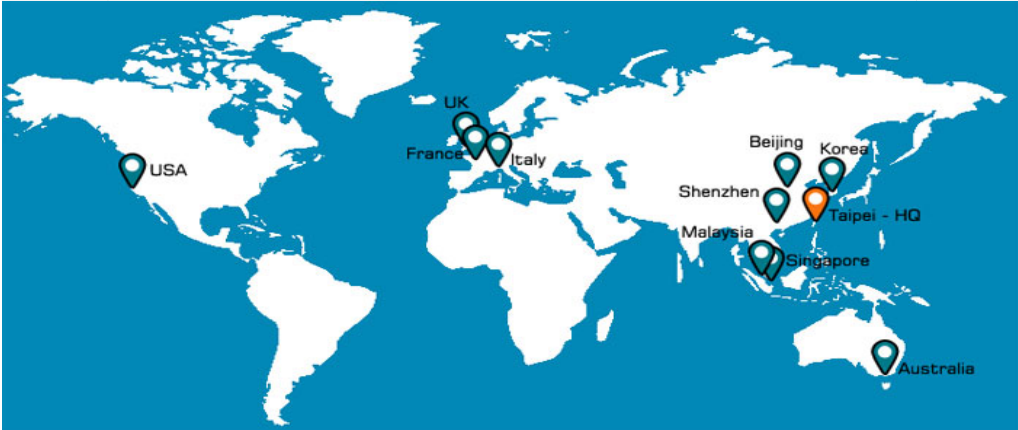 UK
France
Italy
USA
Beijing
Korea
Shenzhen
Taipei - HQ
Malaysia
Singapore
Australia